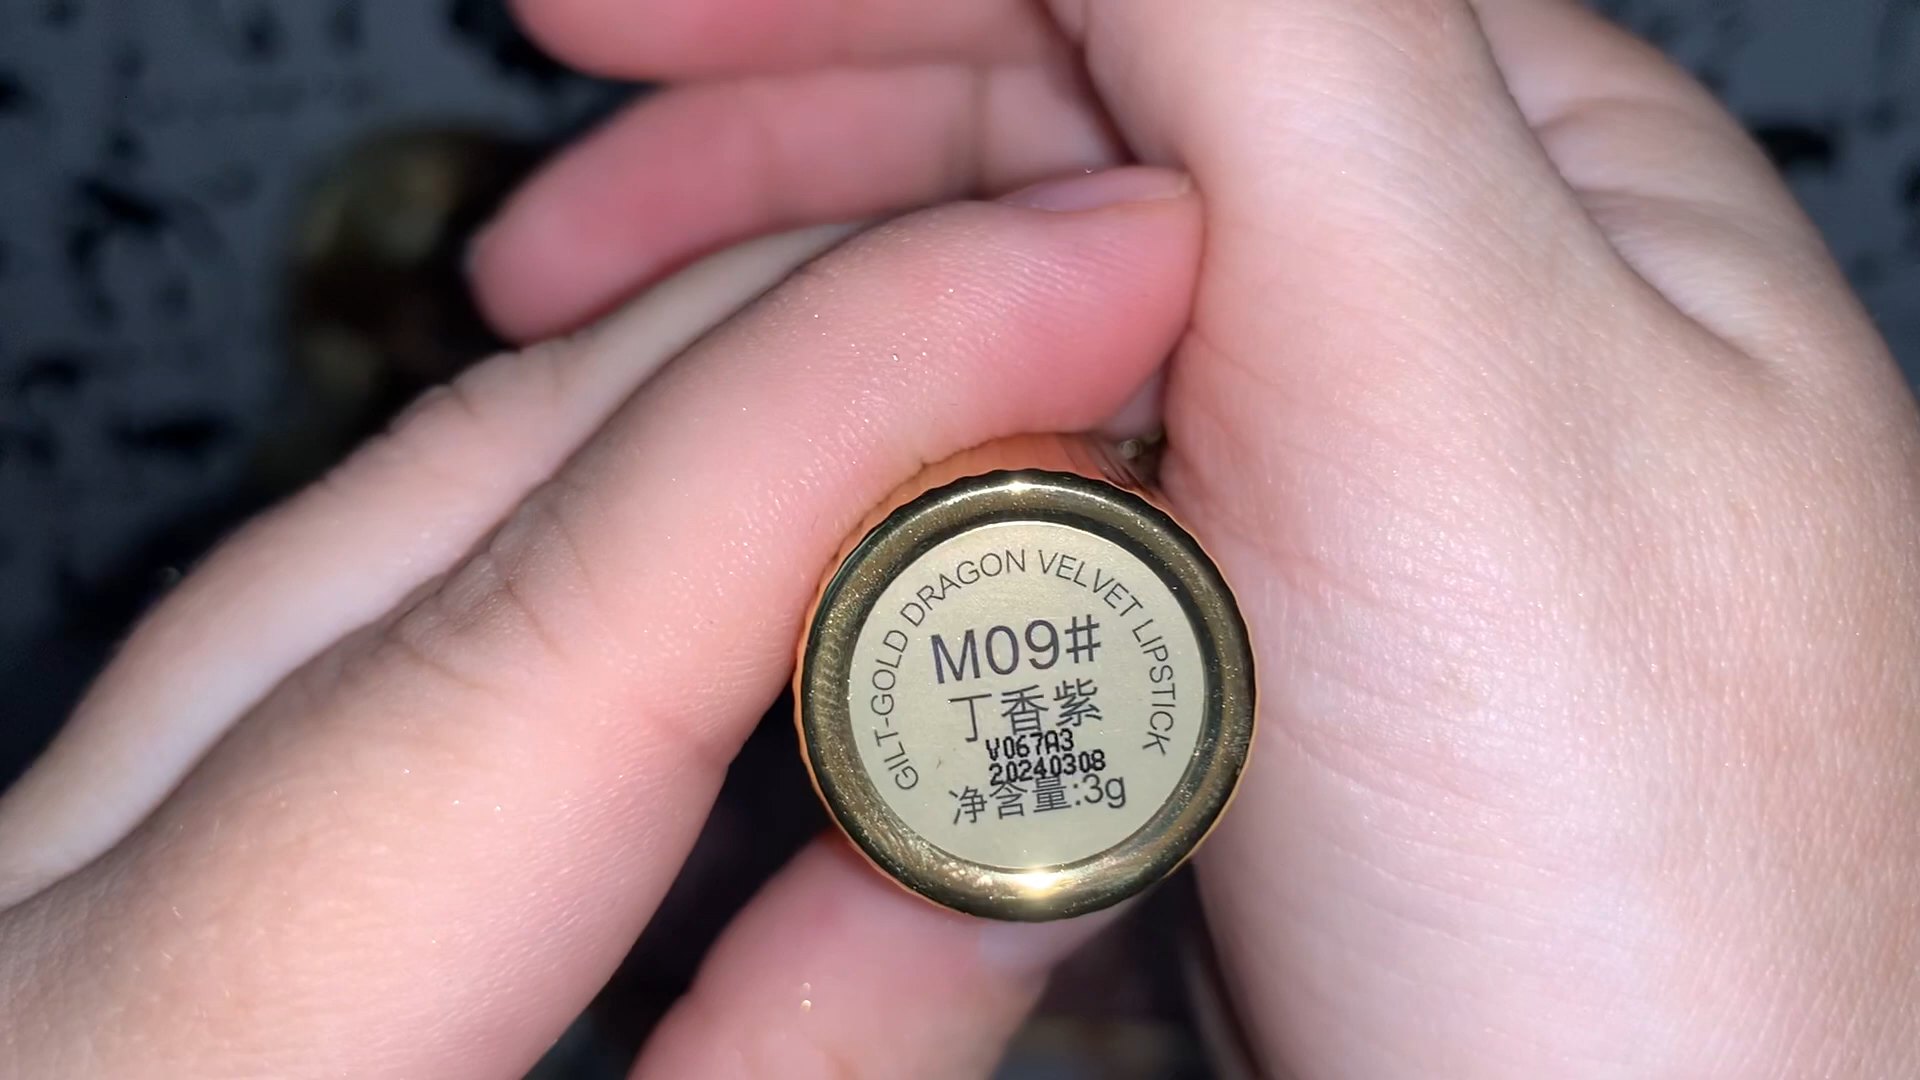 GILT-GOLD DRAGON VELVET LIPSTICK
M09#
丁香紫
V067A3
20240308
净含量:3g